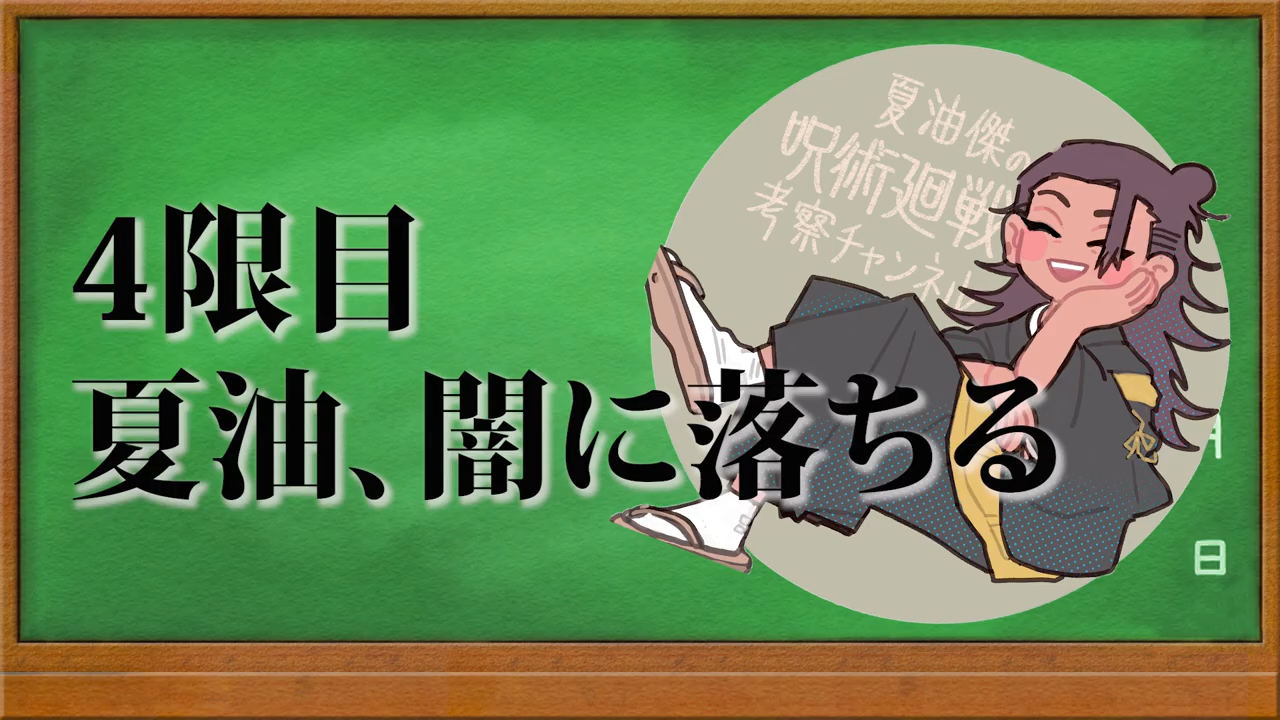 4限目
夏油、闇に落ちる
夏油傑の
呪術廻戦
考察チャンネル
月
日